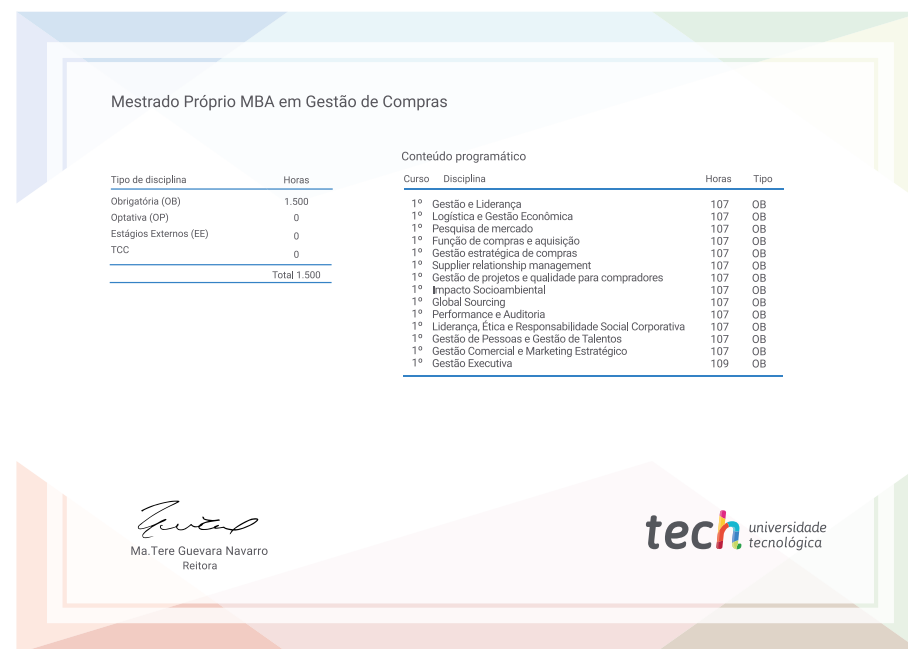 Mestrado Próprio MBA em Gestão de Compras
Tipo de disciplina Horas
Obrigatória (OB) 1.500
Optativa (OP) 0
Estágios Externos (EE) 0
TCC 0
Total 1.500
Conteúdo programático
Curso Disciplina Horas Tipo
1º Gestão e Liderança 107 OB
1º Logística e Gestão Econômica 107 OB
1º Pesquisa de mercado 107 OB
1º Função de compras e aquisição 107 OB
1º Gestão estratégica de compras 107 OB
1º Supplier relationship management 107 OB
1º Gestão de projetos e qualidade para compradores 107 OB
1º Impacto Socioambiental 107 OB
1º Global Sourcing 107 OB
1º Performance e Auditoria 107 OB
1º Liderança, Ética e Responsabilidade Social Corporativa 107 OB
1º Gestão de Pessoas e Gestão de Talentos 107 OB
1º Gestão Comercial e Marketing Estratégico 107 OB
1º Gestão Executiva 109 OB
Ma.Tere Guevara Navarro
Reitora
tech universidade
tecnológica